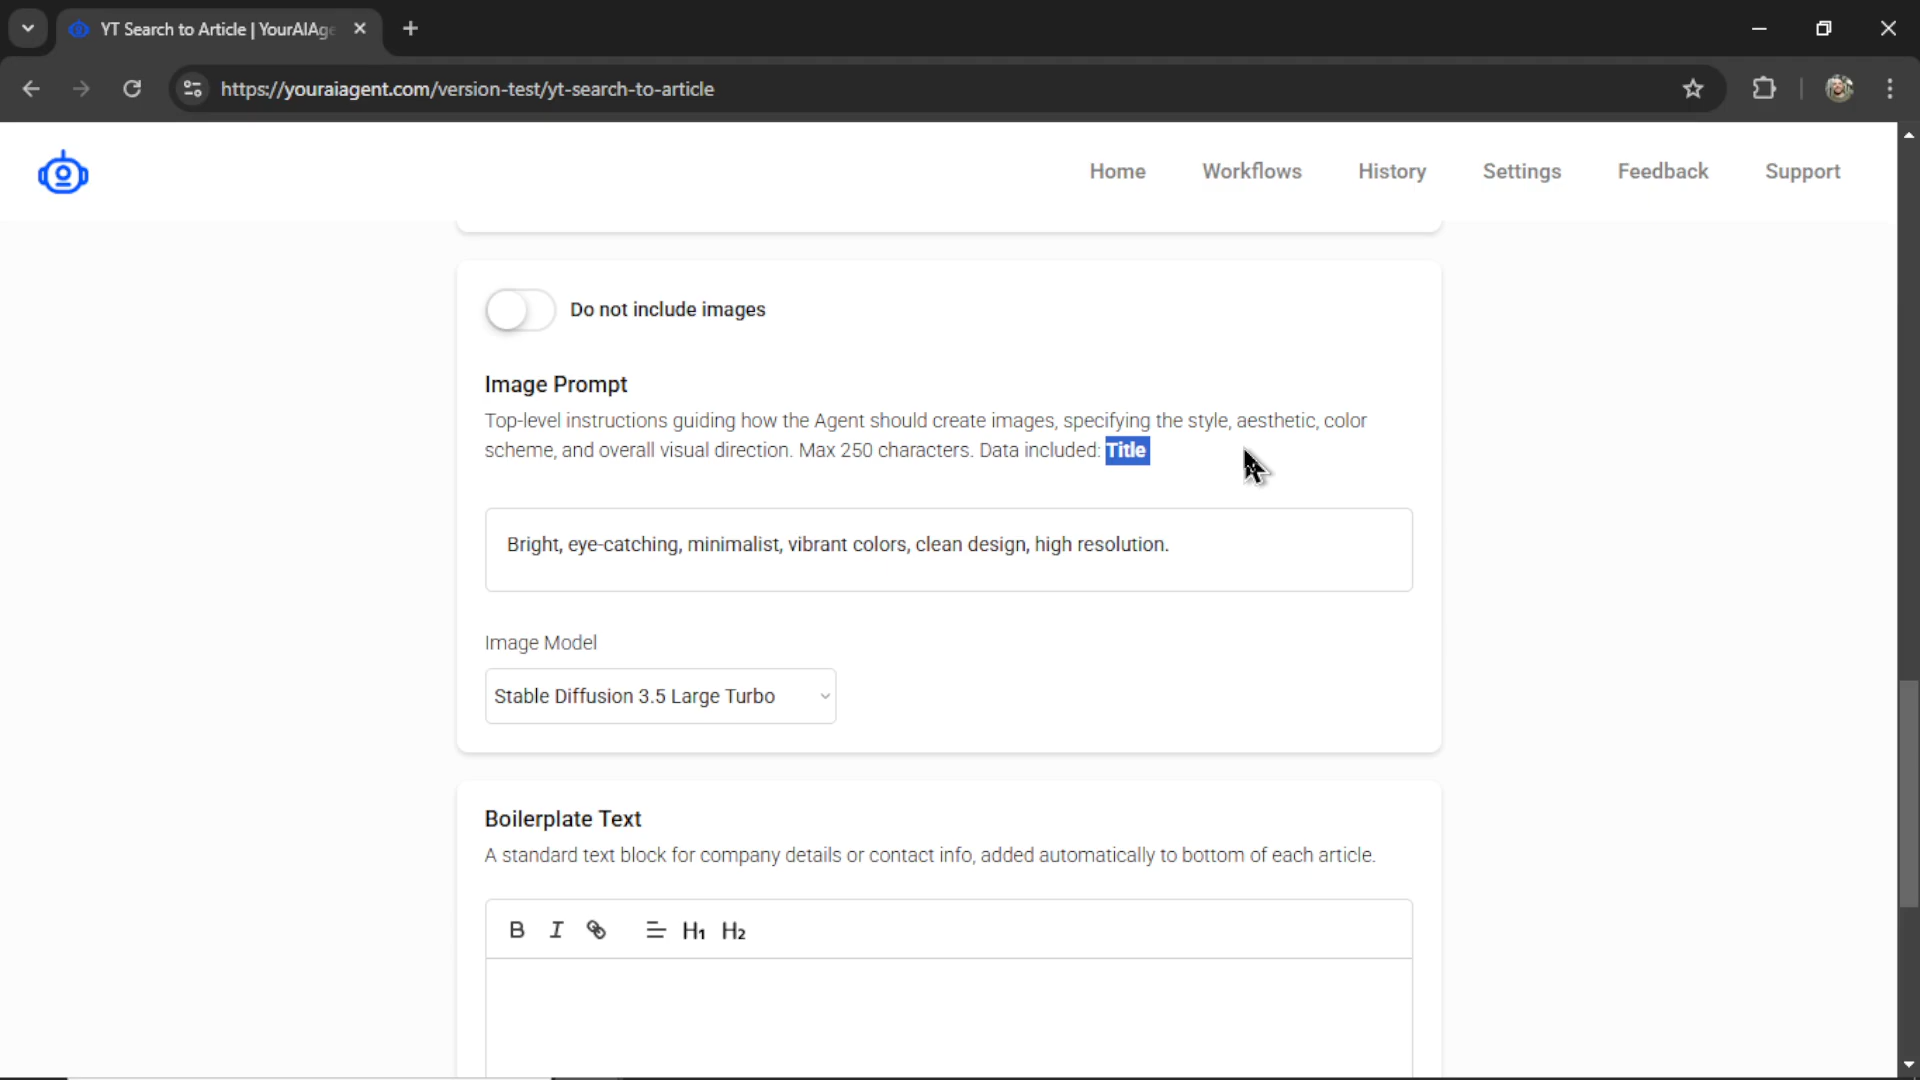 YT Search to Article | YourAIAge
https://youraiagent.com/version-test/yt-search-to-article
Home
Workflows
History
Settings
Feedback
Support
Do not include images
Image Prompt
Top-level instructions guiding how the Agent should create images, specifying the style, aesthetic, color
scheme, and overall visual direction. Max 250 characters. Data included: Title
Bright, eye-catching, minimalist, vibrant colors, clean design, high resolution.
Image Model
Stable Diffusion 3.5 Large Turbo
Boilerplate Text
A standard text block for company details or contact info, added automatically to bottom of each article.
B I H1 H2